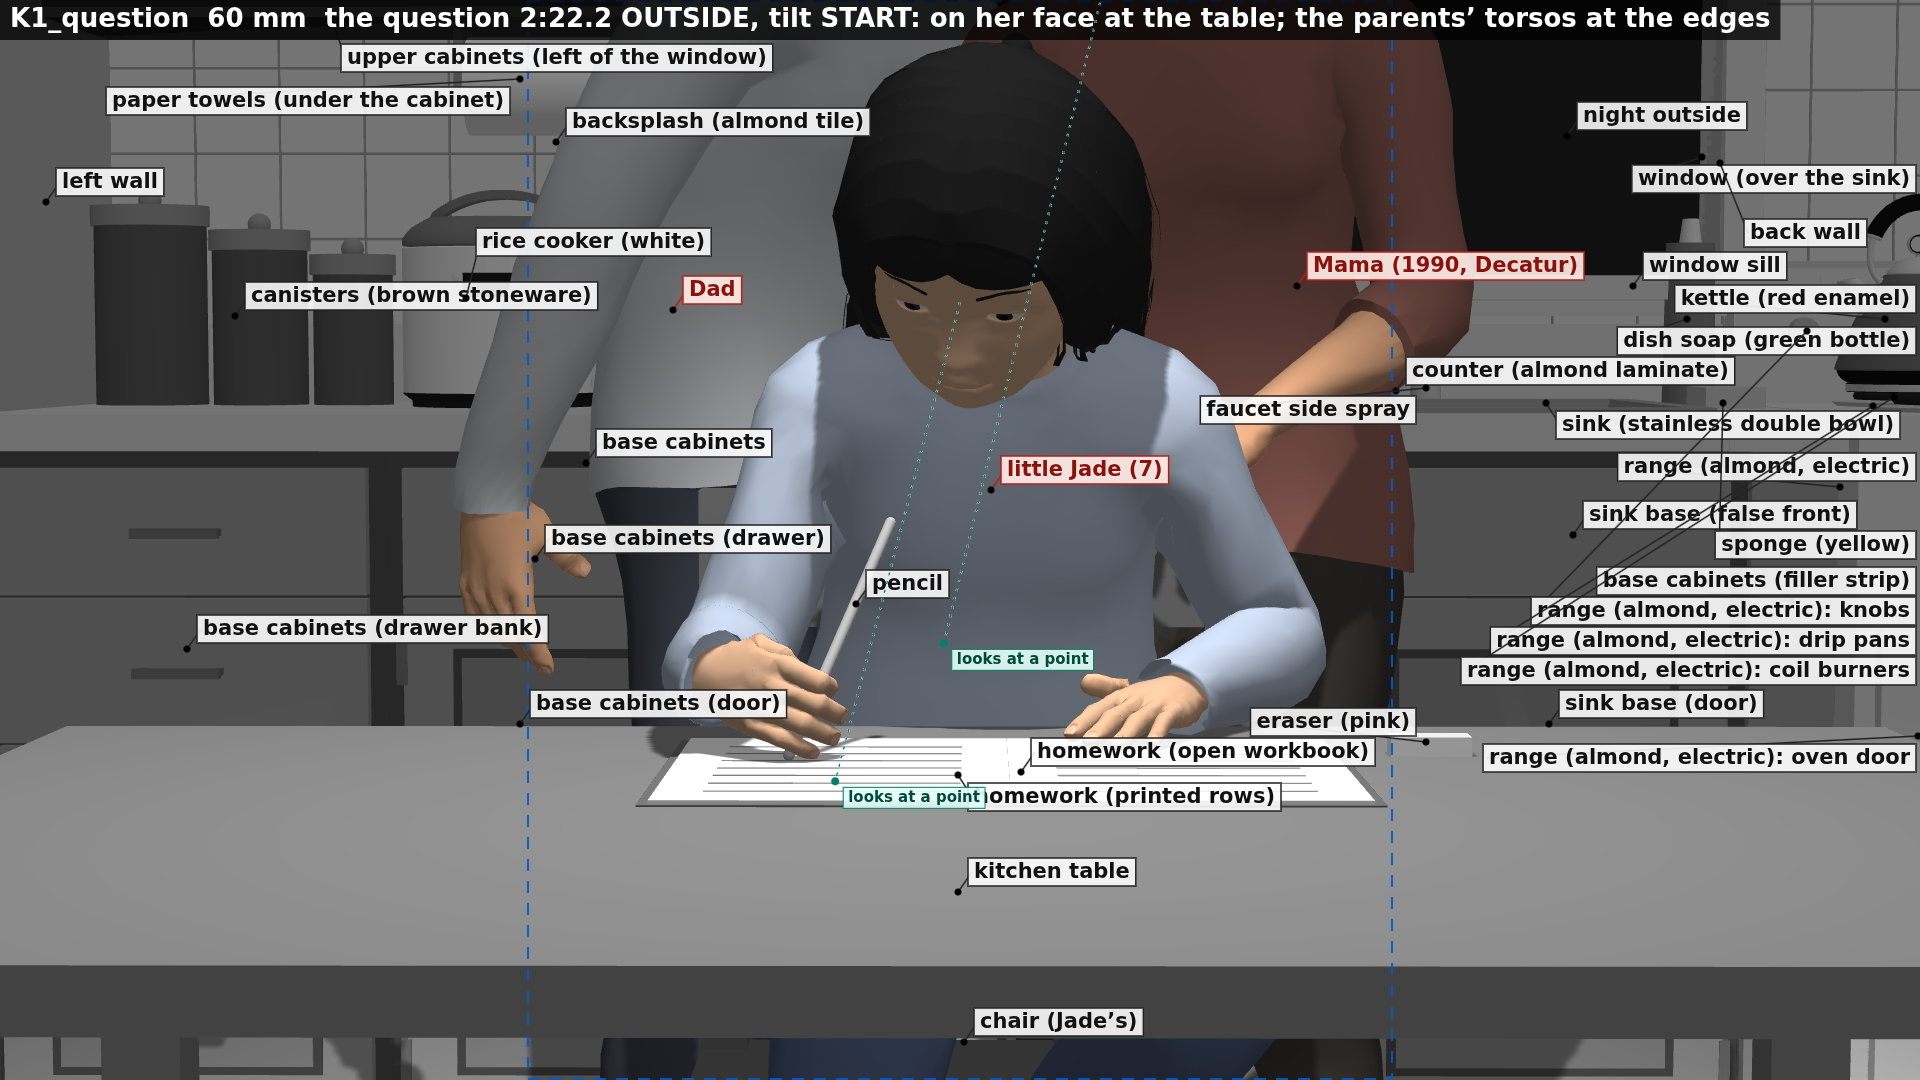 K1_question  60 mm  the question 2:22.2 OUTSIDE, tilt START: on her face at the table; the parents’ torsos at the edges
upper cabinets (left of the window)
paper towels (under the cabinet)
backsplash (almond tile)
night outside
left wall
window (over the sink)
back wall
rice cooker (white)
Mama (1990, Decatur)
window sill
Dad
canisters (brown stoneware)
kettle (red enamel)
dish soap (green bottle)
counter (almond laminate)
faucet side spray
sink (stainless double bowl)
base cabinets
little Jade (7)
range (almond, electric)
sink base (false front)
base cabinets (drawer)
sponge (yellow)
pencil
base cabinets (filler strip)
range (almond, electric): knobs
base cabinets (drawer bank)
range (almond, electric): drip pans
looks at a point
range (almond, electric): coil burners
base cabinets (door)
sink base (door)
eraser (pink)
homework (open workbook)
range (almond, electric): oven door
looks at a point
homework (printed rows)
kitchen table
chair (Jade’s)